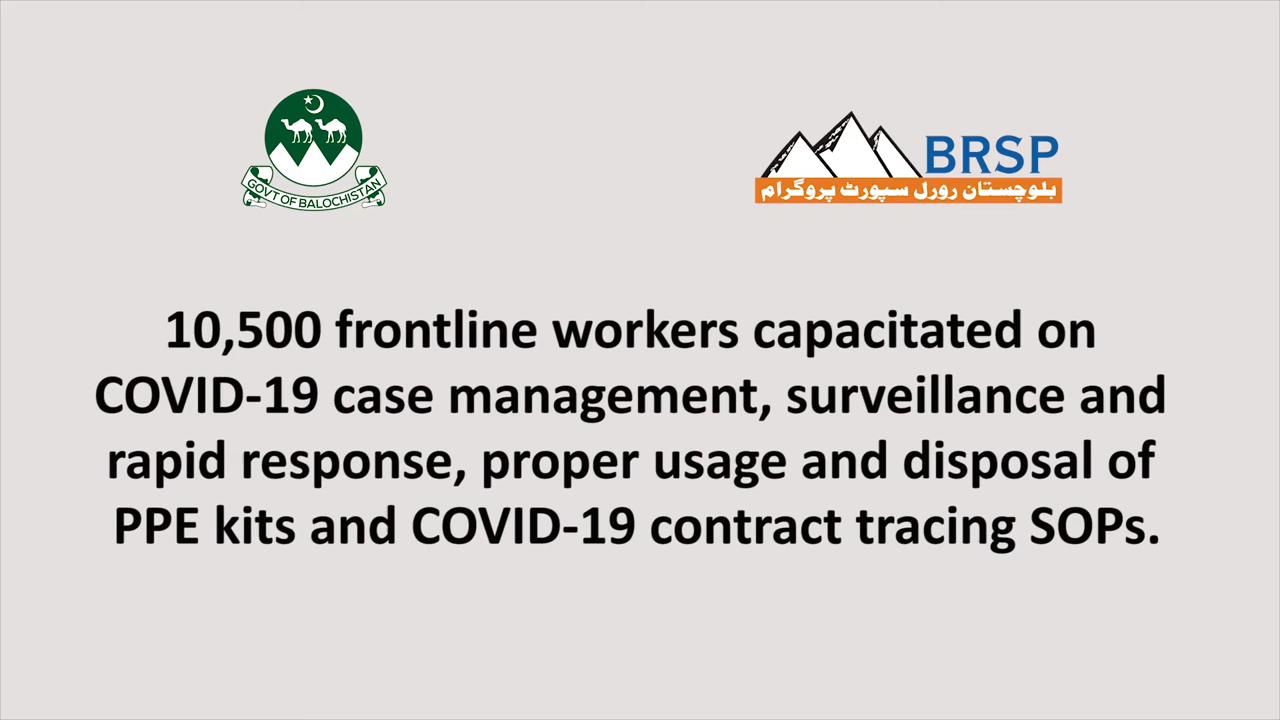 GOVT OF BALOCHISTAN
BRSP
بلوچستان رورل سپورٹ پروگرام
10,500 frontline workers capacitated on
COVID-19 case management, surveillance and
rapid response, proper usage and disposal of
PPE kits and COVID-19 contract tracing SOPs.